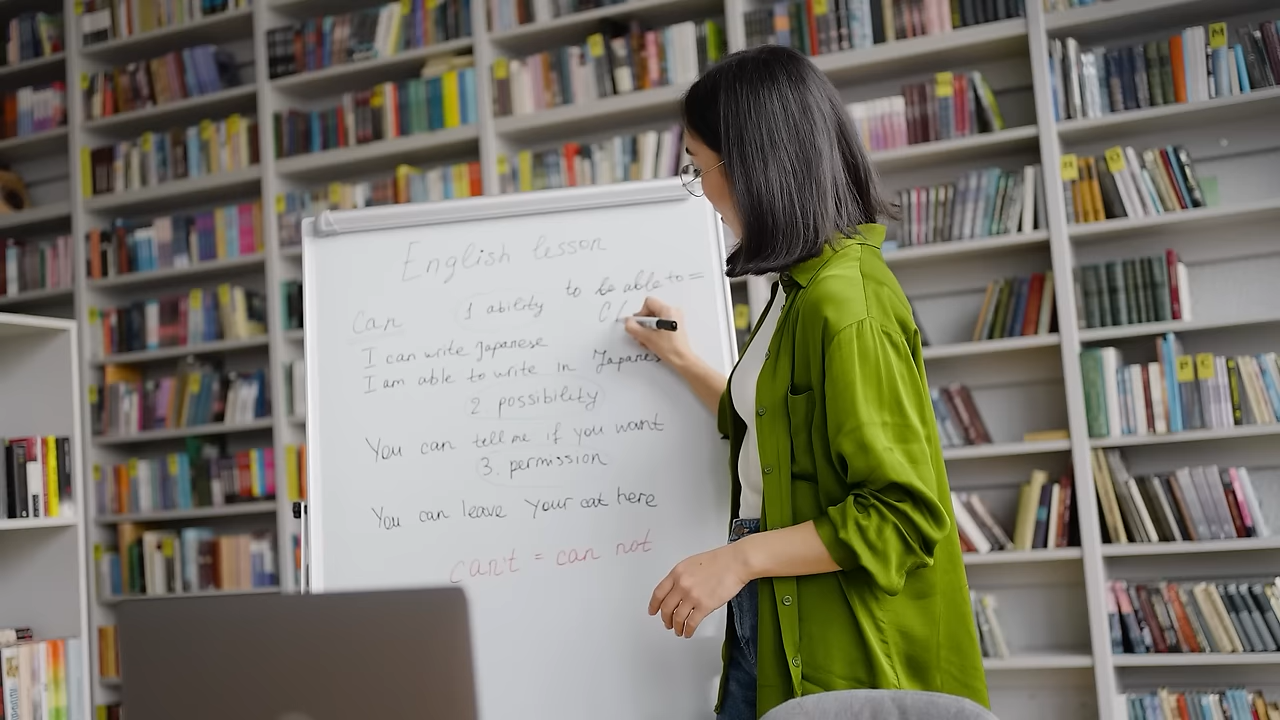 English lesson
Can 1 ability to be able to =
I can write Japanese
I am able to write in Japanes
2 possibility
You can tell me if you want
3. permission
You can leave your cat here
can't = can not